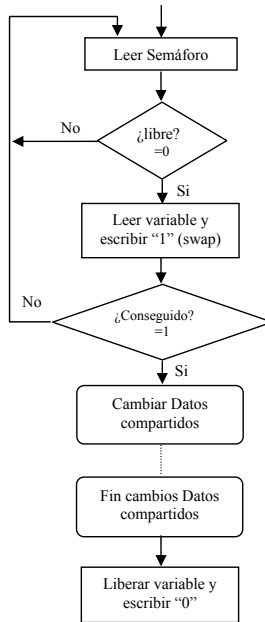 Leer Semáforo
¿libre?
=0
No
Si
Leer variable y
escribir “1” (swap)
¿Conseguido?
=1
No
Si
Cambiar Datos
compartidos
Fin cambios Datos
compartidos
Liberar variable y
escribir “0”